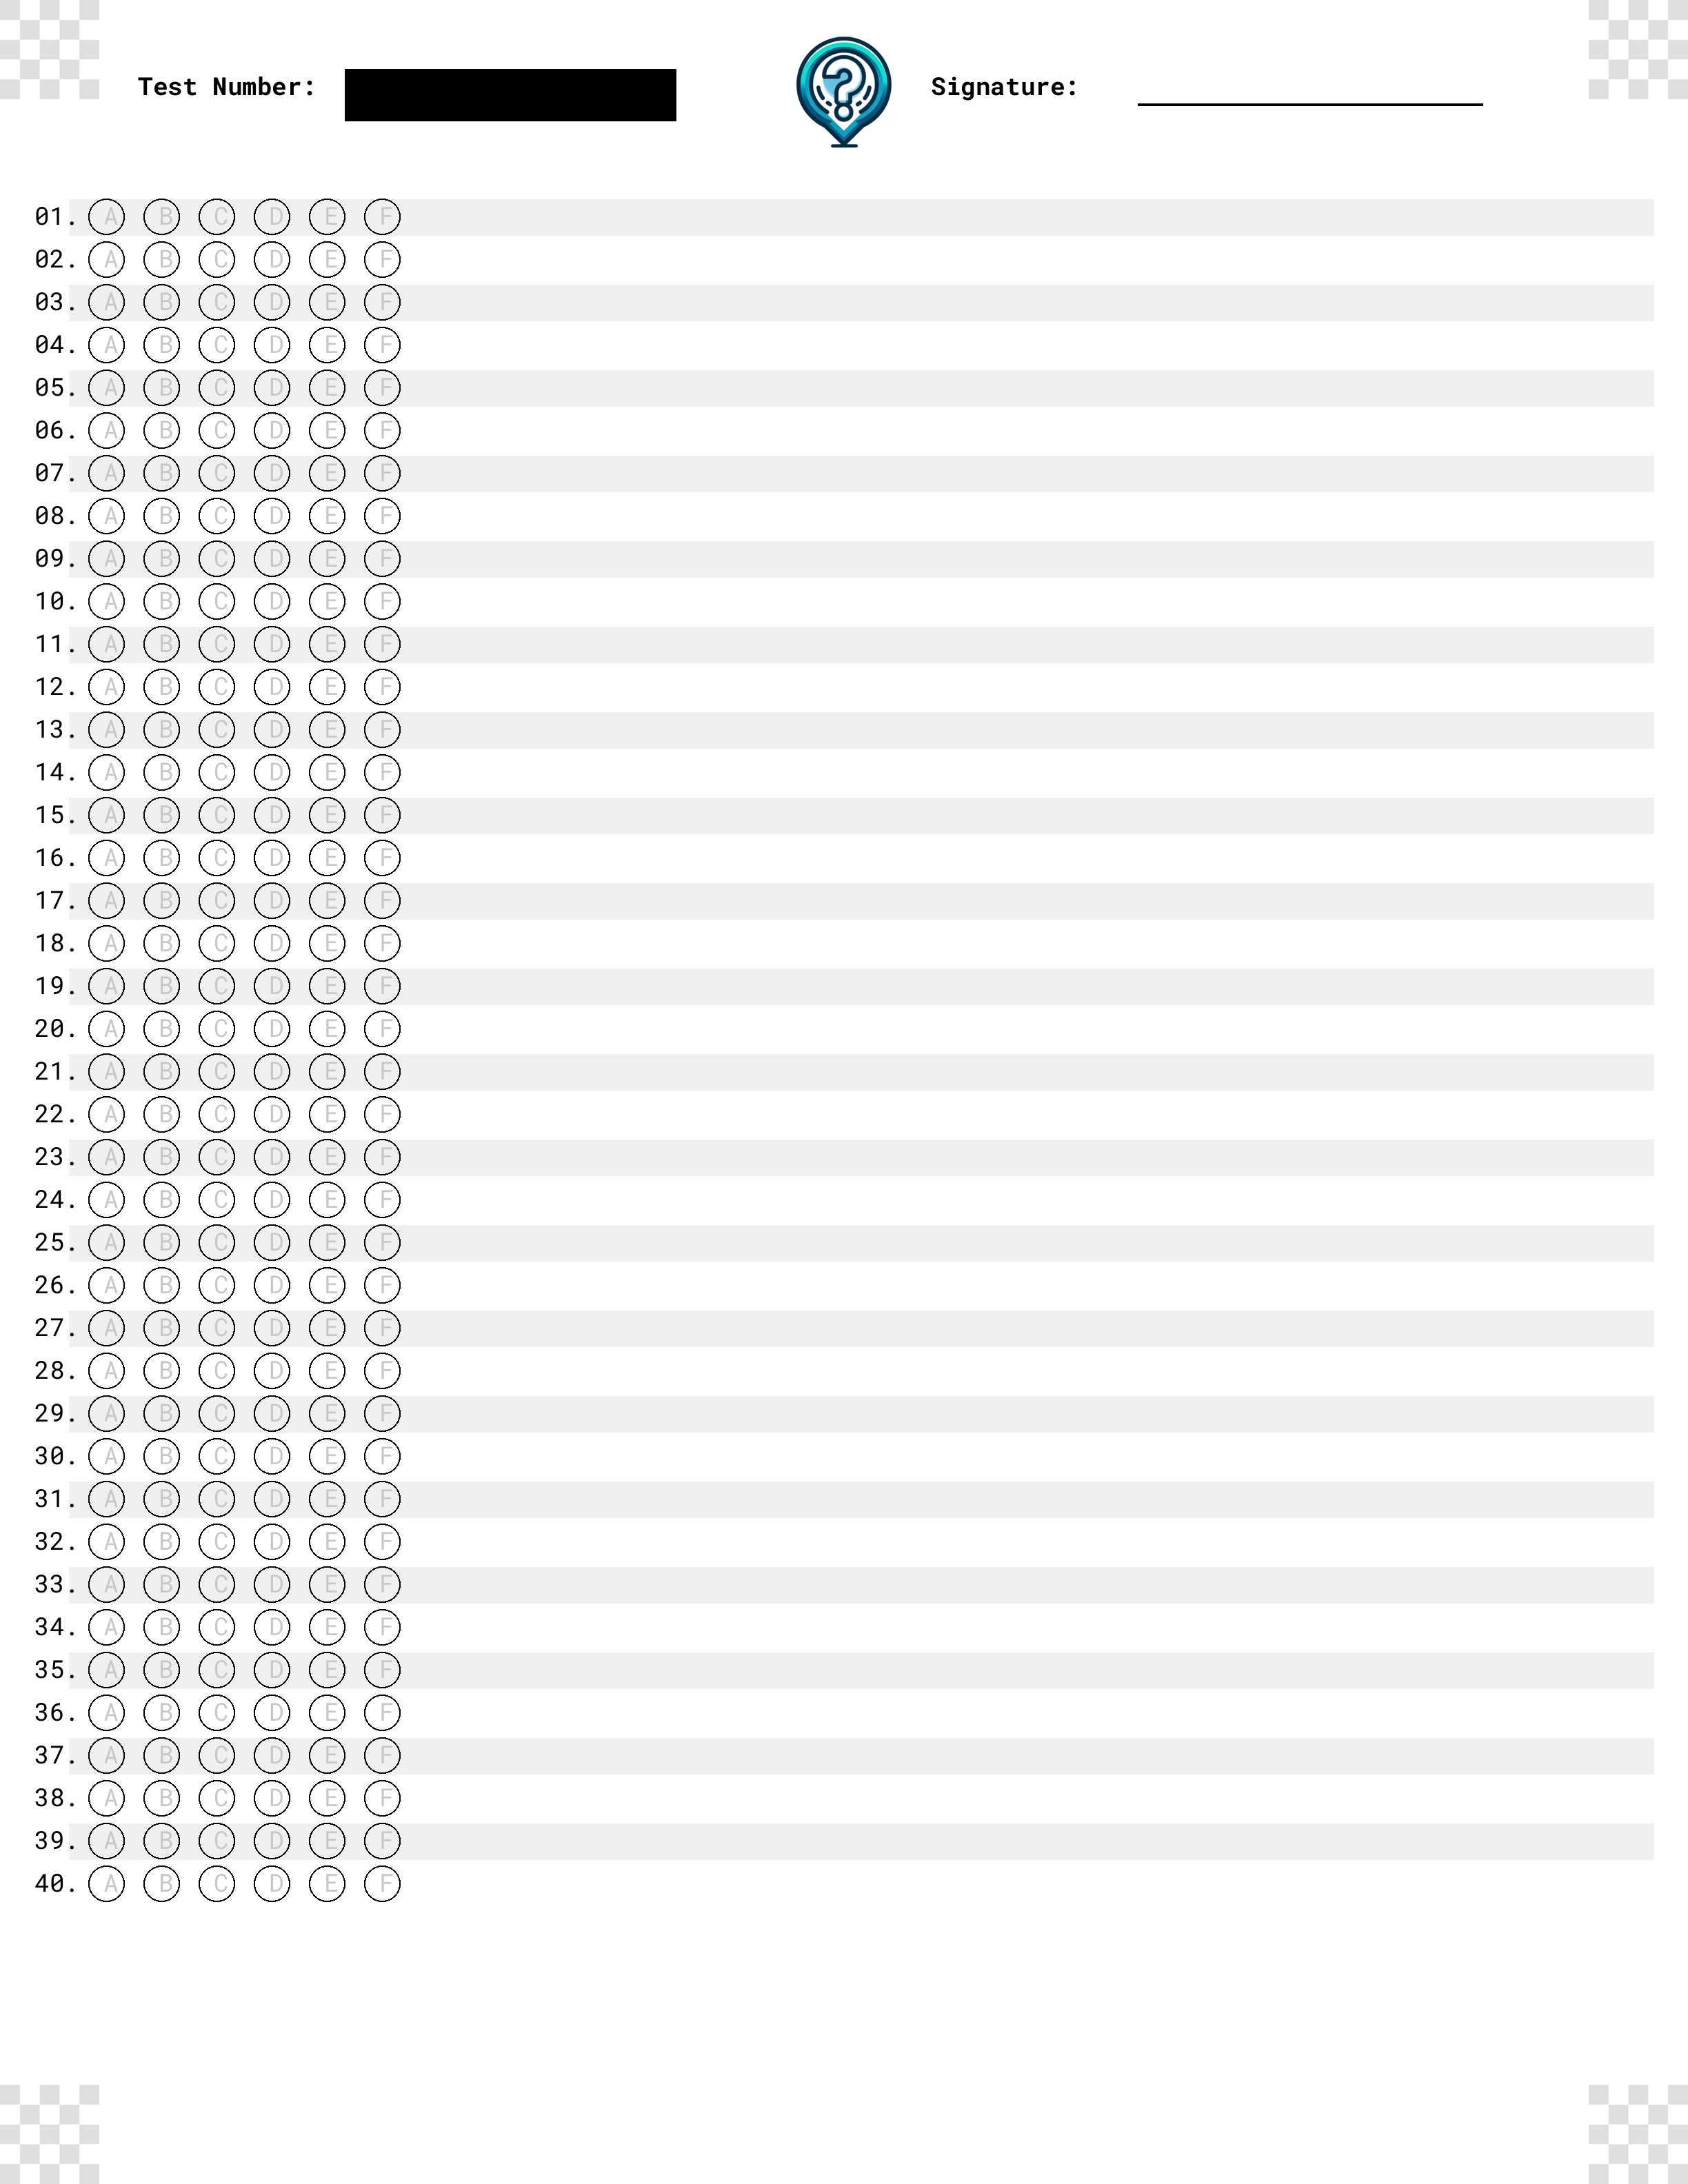 Test Number:
?
Signature:
01. A B C D E F
02. A B C D E F
03. A B C D E F
04. A B C D E F
05. A B C D E F
06. A B C D E F
07. A B C D E F
08. A B C D E F
09. A B C D E F
10. A B C D E F
11. A B C D E F
12. A B C D E F
13. A B C D E F
14. A B C D E F
15. A B C D E F
16. A B C D E F
17. A B C D E F
18. A B C D E F
19. A B C D E F
20. A B C D E F
21. A B C D E F
22. A B C D E F
23. A B C D E F
24. A B C D E F
25. A B C D E F
26. A B C D E F
27. A B C D E F
28. A B C D E F
29. A B C D E F
30. A B C D E F
31. A B C D E F
32. A B C D E F
33. A B C D E F
34. A B C D E F
35. A B C D E F
36. A B C D E F
37. A B C D E F
38. A B C D E F
39. A B C D E F
40. A B C D E F